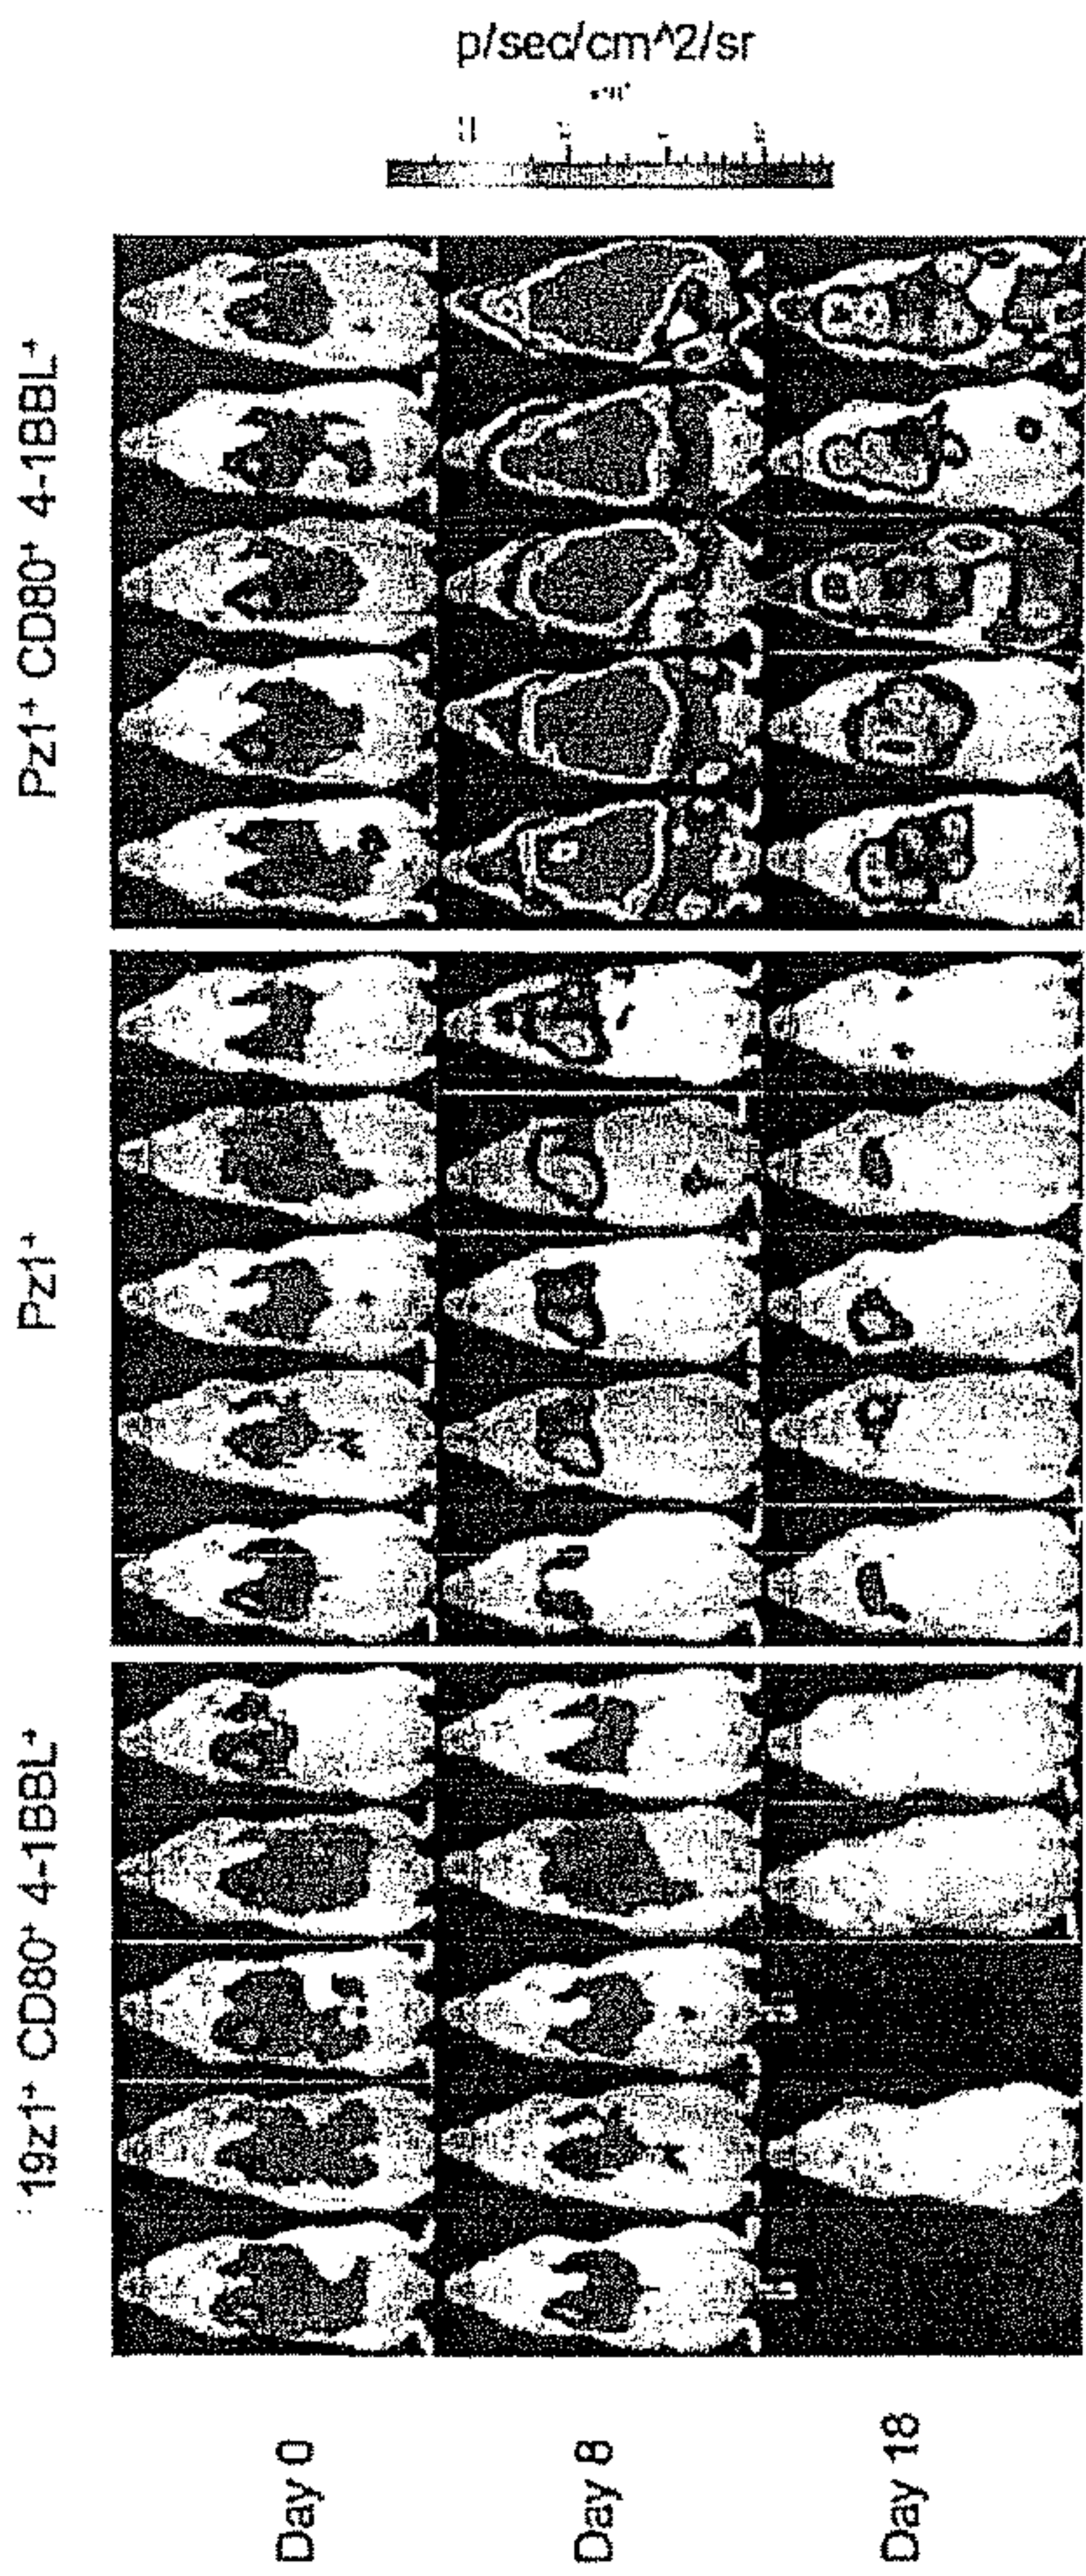 p/sec/cm^2/sr
19z1⁺ CD80⁺ 4-1BBL⁺
Pz1⁺
Pz1⁺ CD80⁺ 4-1BBL⁺
Day 0
Day 8
Day 18